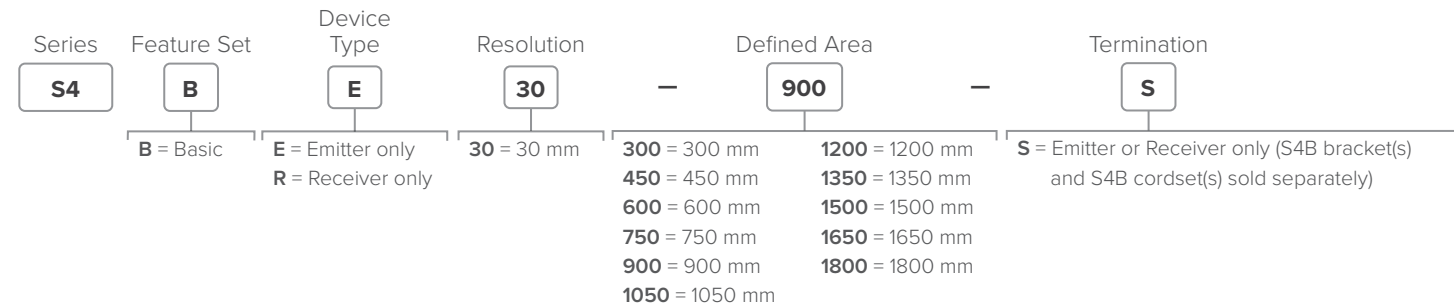 Series Feature Set Device Type Resolution Defined Area Termination
S4 B E 30 – 900 – S
B = Basic
E = Emitter only
R = Receiver only
30 = 30 mm
300 = 300 mm
450 = 450 mm
600 = 600 mm
750 = 750 mm
900 = 900 mm
1050 = 1050 mm
1200 = 1200 mm
1350 = 1350 mm
1500 = 1500 mm
1650 = 1650 mm
1800 = 1800 mm
S = Emitter or Receiver only (S4B bracket(s)
and S4B cordset(s) sold separately)